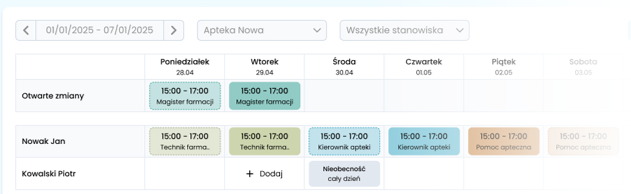 01/01/2025 - 07/01/2025
Apteka Nowa
Wszystkie stanowiska
Poniedziałek Wtorek Środa Czwartek Piątek Sobota
28.04 29.04 30.04 01.05 02.05 03.05
Otwarte zmiany
15:00 - 17:00 15:00 - 17:00
Magister farmacji Magister farmacji
Nowak Jan
15:00 - 17:00 15:00 - 17:00 15:00 - 17:00 15:00 - 17:00 15:00 - 17:00 15:00 - 17:00
Technik farma.. Technik farma.. Kierownik apteki Kierownik apteki Pomoc apteczna Pomoc apteczna
Kowalski Piotr
+ Dodaj
Nieobecność
cały dzień